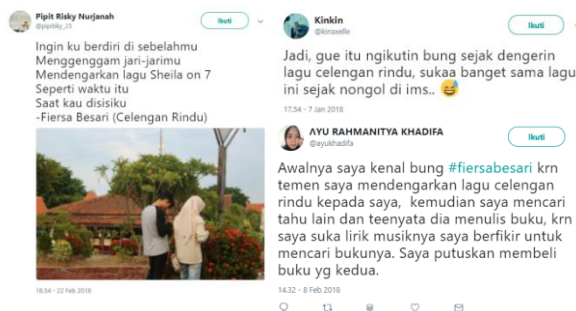 Pipit Risky Nurjanah
Ikuti
Ingin ku berdiri di sebelahmu
Menggenggam jari-jarimu
Mendengarkan lagu Sheila on 7
Seperti waktu itu
Saat kau disisiku
-Fiersa Besari (Celengan Rindu)
18.54 - 22 Feb 2018
Kinkin
@kinaxelle
Ikuti
Jadi, gue itu ngikutin bung sejak dengerin
lagu celengan rindu, sukaa banget sama lagu
ini sejak nongol di ims..
17.54 - 7 Jan 2018
AYU RAHMANITYA KHADIFA
@ayukhadifa
Ikuti
Awalnya saya kenal bung #fiersabesari krn
temen saya mendengarkan lagu celengan
rindu kepada saya, kemudian saya mencari
tahu lain dan teenyata dia menulis buku, krn
saya suka lirik musiknya saya berfikir untuk
mencari bukunya. Saya putuskan membeli
buku yg kedua.
14.32 - 8 Feb 2018